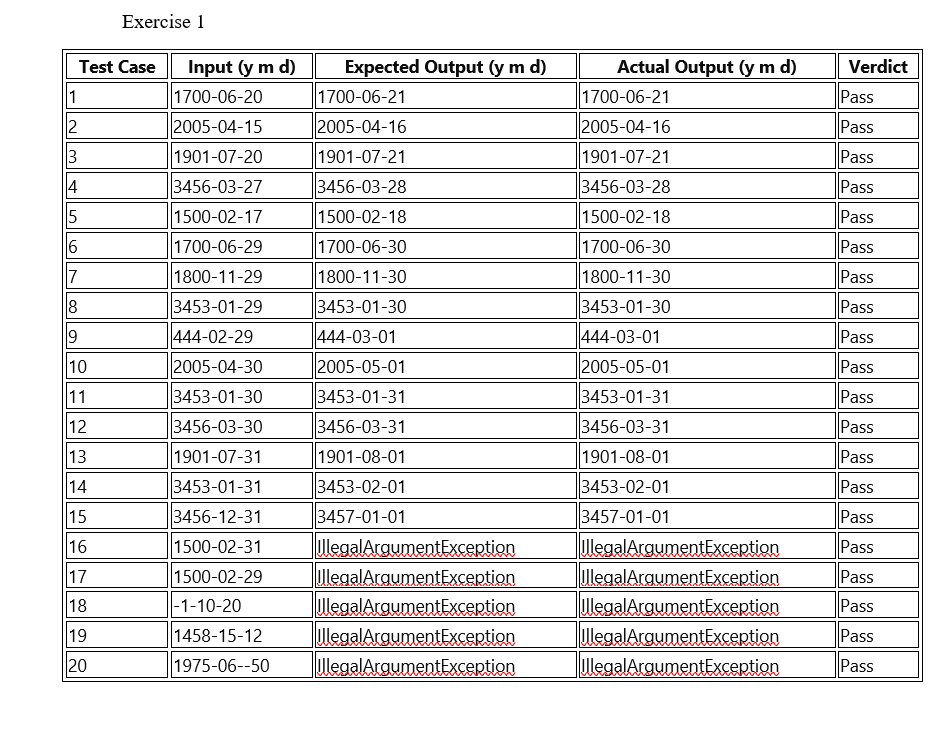 Exercise 1
Test Case Input (y m d) Expected Output (y m d) Actual Output (y m d) Verdict
1 1700-06-20 1700-06-21 1700-06-21 Pass
2 2005-04-15 2005-04-16 2005-04-16 Pass
3 1901-07-20 1901-07-21 1901-07-21 Pass
4 3456-03-27 3456-03-28 3456-03-28 Pass
5 1500-02-17 1500-02-18 1500-02-18 Pass
6 1700-06-29 1700-06-30 1700-06-30 Pass
7 1800-11-29 1800-11-30 1800-11-30 Pass
8 3453-01-29 3453-01-30 3453-01-30 Pass
9 444-02-29 444-03-01 444-03-01 Pass
10 2005-04-30 2005-05-01 2005-05-01 Pass
11 3453-01-30 3453-01-31 3453-01-31 Pass
12 3456-03-30 3456-03-31 3456-03-31 Pass
13 1901-07-31 1901-08-01 1901-08-01 Pass
14 3453-01-31 3453-02-01 3453-02-01 Pass
15 3456-12-31 3457-01-01 3457-01-01 Pass
16 1500-02-31 IllegalArgumentException IllegalArgumentException Pass
17 1500-02-29 IllegalArgumentException IllegalArgumentException Pass
18 -1-10-20 IllegalArgumentException IllegalArgumentException Pass
19 1458-15-12 IllegalArgumentException IllegalArgumentException Pass
20 1975-06--50 IllegalArgumentException IllegalArgumentException Pass